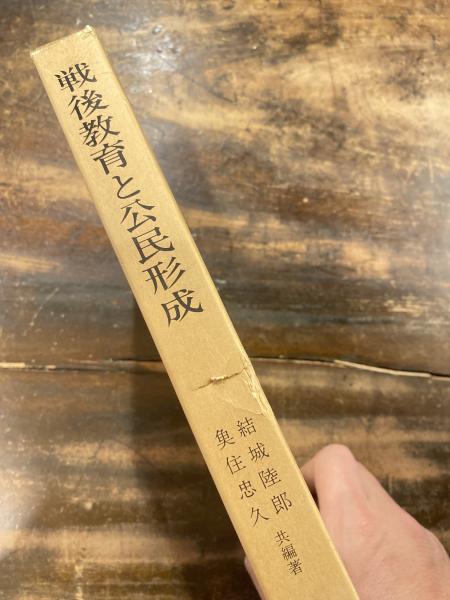 戦後教育と公民形成
結城陸郎
魚住忠久
共編著